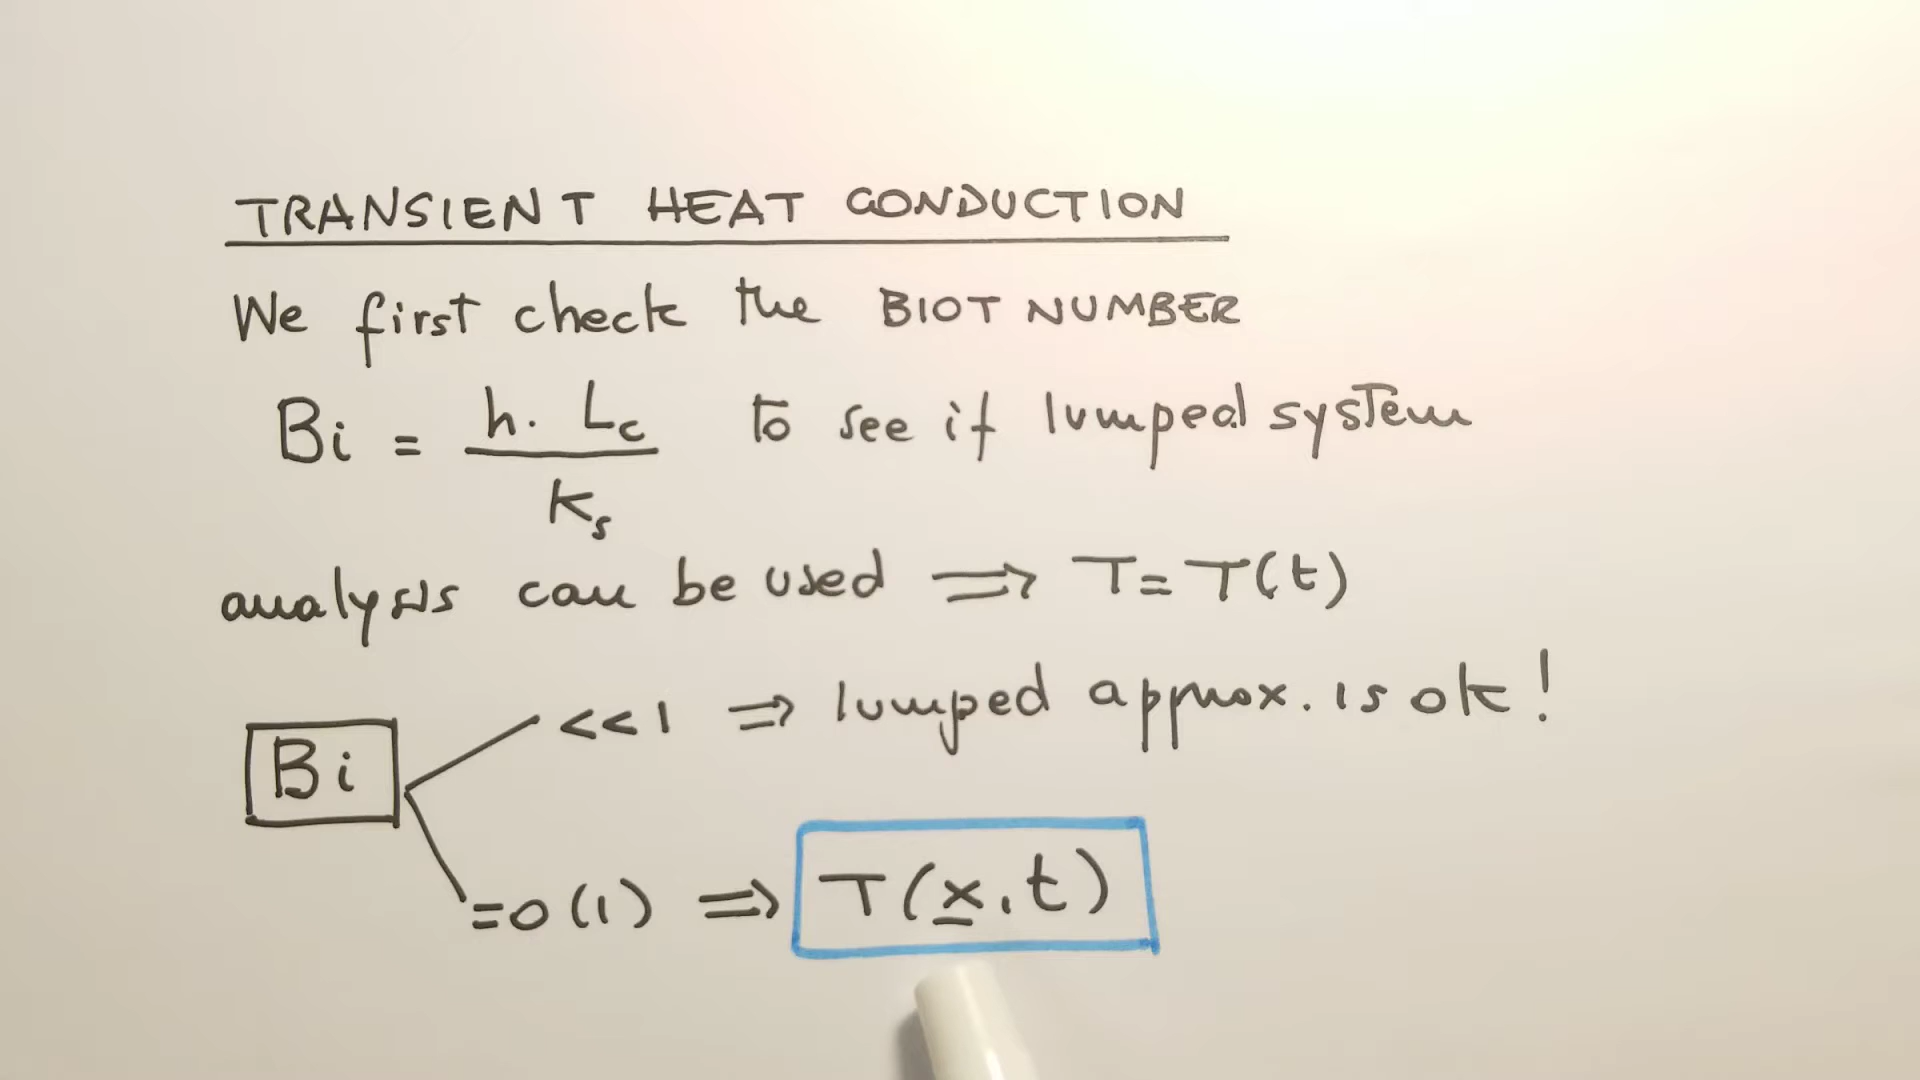 TRANSIENT HEAT CONDUCTION
We first check the BIOT NUMBER
Bi = h. Lc / Ks to see if lumped system
analysis can be used ⟹ T = T(t)
Bi << 1 ⟹ lumped approx. is ok!
= O(1) ⟹ T(x, t)